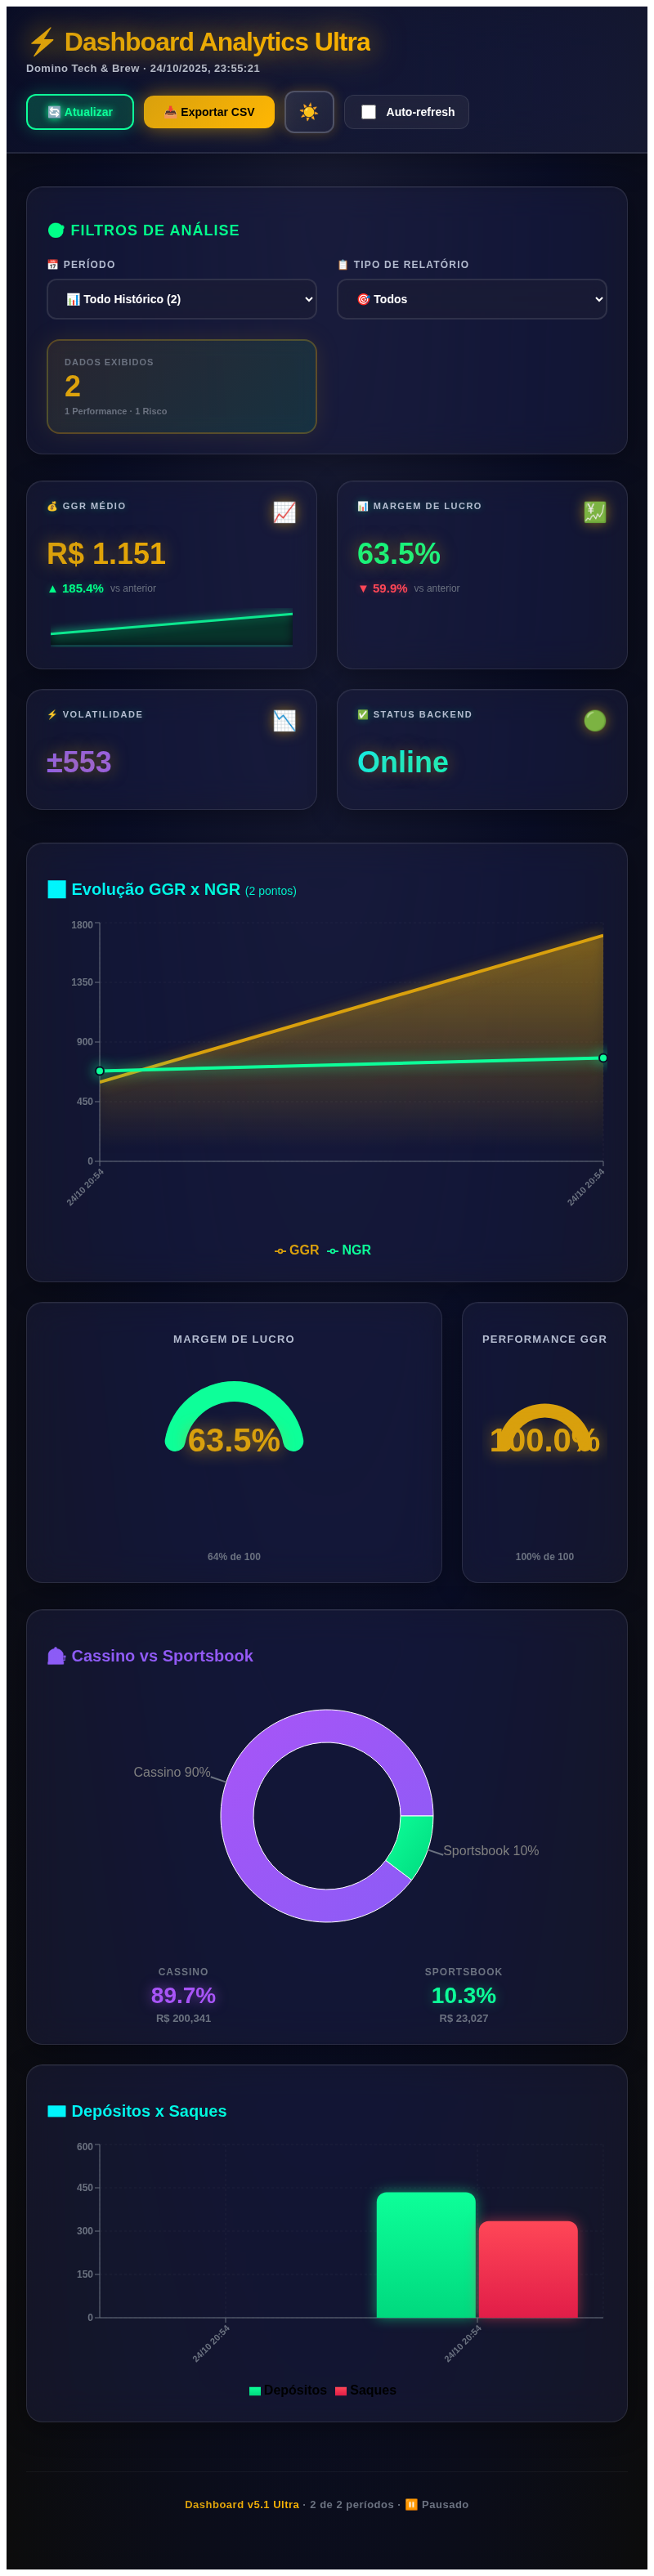 ⚡ Dashboard Analytics Ultra
Domino Tech & Brew · 24/10/2025, 23:55:21
🔄 Atualizar
📥 Exportar CSV
☀️
Auto-refresh
FILTROS DE ANÁLISE
📅 PERÍODO
📋 TIPO DE RELATÓRIO
📊 Todo Histórico (2)
🎯 Todos
DADOS EXIBIDOS
2
1 Performance · 1 Risco
💰 GGR MÉDIO
📊 MARGEM DE LUCRO
R$ 1.151
63.5%
▲ 185.4% vs anterior
▼ 59.9% vs anterior
⚡ VOLATILIDADE
✅ STATUS BACKEND
±553
Online
Evolução GGR x NGR (2 pontos)
1800
1350
900
450
0
24/10 20:54
24/10 20:54
GGR NGR
MARGEM DE LUCRO
PERFORMANCE GGR
63.5%
100.0%
64% de 100
100% de 100
Cassino vs Sportsbook
Cassino 90%
Sportsbook 10%
CASSINO
SPORTSBOOK
89.7%
10.3%
R$ 200,341
R$ 23,027
Depósitos x Saques
600
450
300
150
0
24/10 20:54
24/10 20:54
Depósitos Saques
Dashboard v5.1 Ultra · 2 de 2 períodos · ⏸️ Pausado